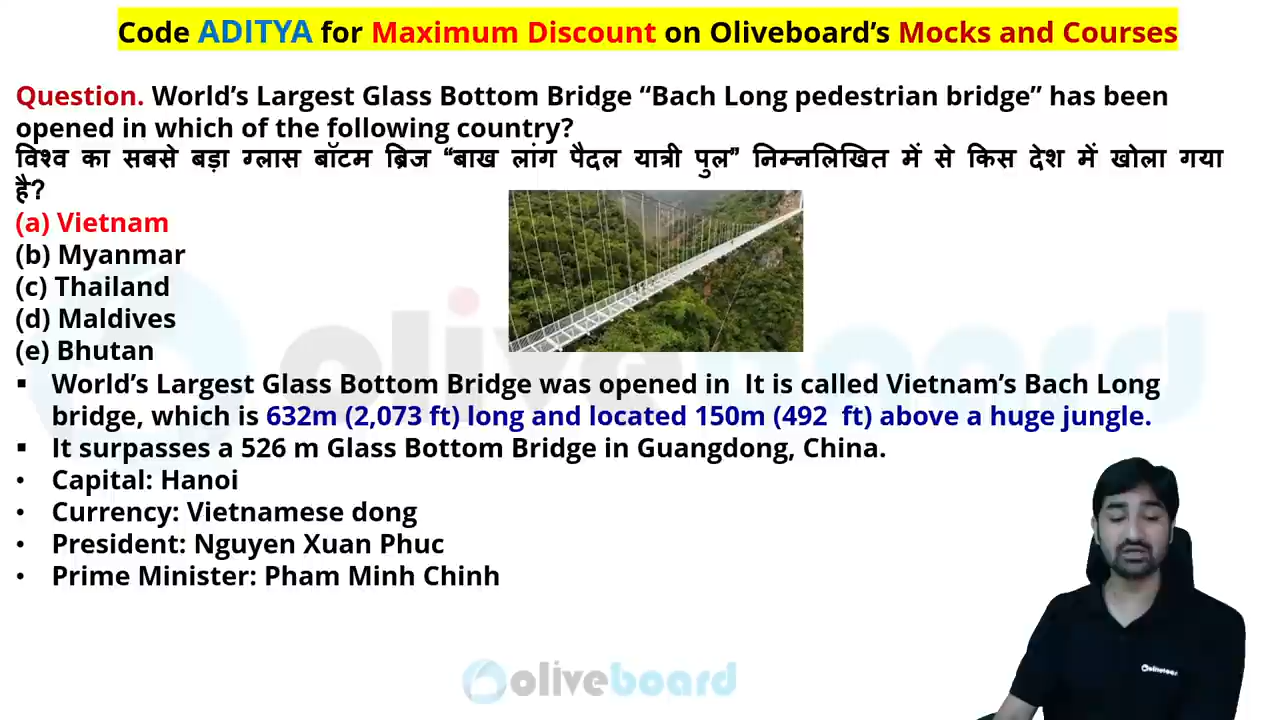 Code ADITYA for Maximum Discount on Oliveboard's Mocks and Courses
Question. World's Largest Glass Bottom Bridge “Bach Long pedestrian bridge” has been
opened in which of the following country?
विश्व का सबसे बड़ा ग्लास बॉटम ब्रिज “बाख लांग पैदल यात्री पुल” निम्नलिखित में से किस देश में खोला गया
है?
(a) Vietnam
(b) Myanmar
(c) Thailand
(d) Maldives
(e) Bhutan
▪ World's Largest Glass Bottom Bridge was opened in  It is called Vietnam's Bach Long
bridge, which is 632m (2,073 ft) long and located 150m (492  ft) above a huge jungle.
▪ It surpasses a 526 m Glass Bottom Bridge in Guangdong, China.
• Capital: Hanoi
• Currency: Vietnamese dong
• President: Nguyen Xuan Phuc
• Prime Minister: Pham Minh Chinh
oliveboard
oliveboard